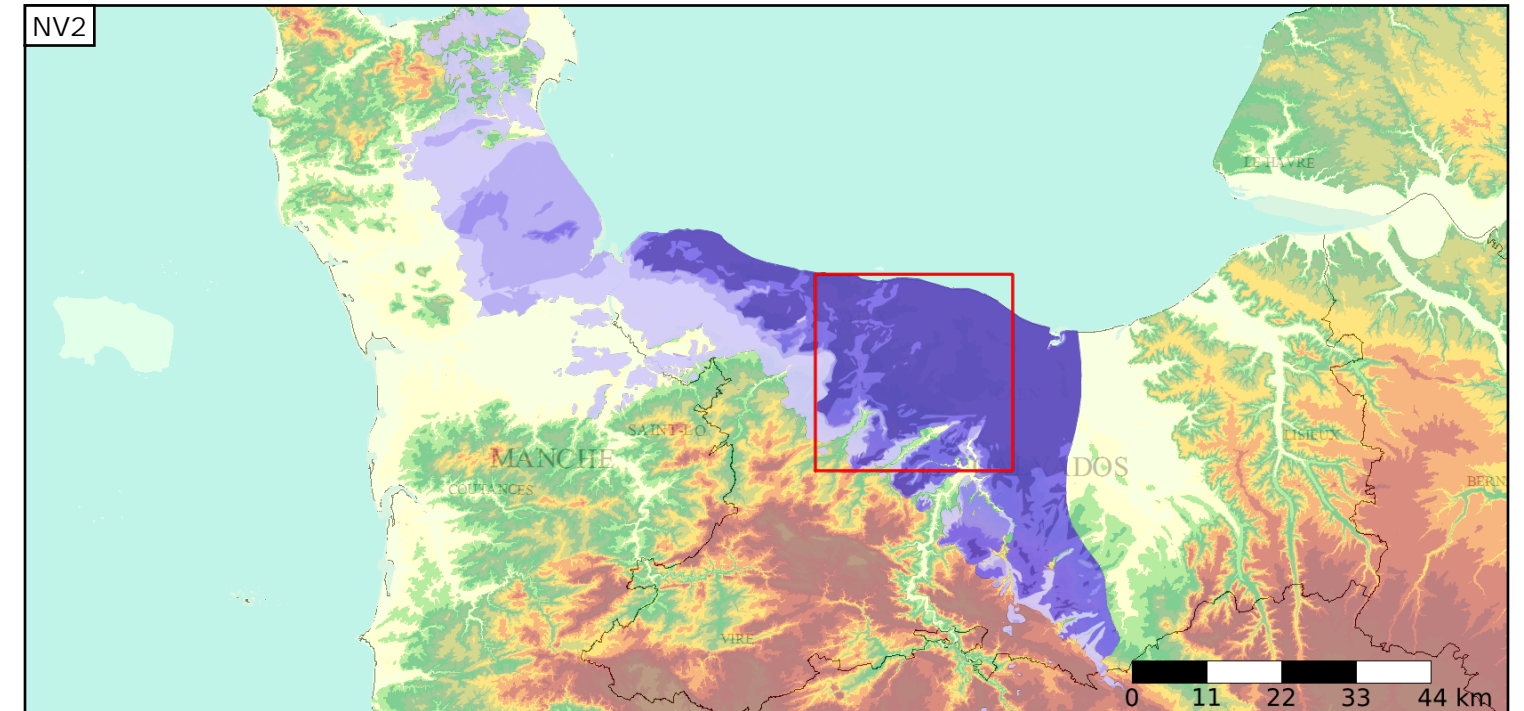 NV2
LE HAVRE
SAINT-LO
MANCHE
LISIEUX
DOS
COUTANCES
BERN
VIRE
0 11 22 33 44 km